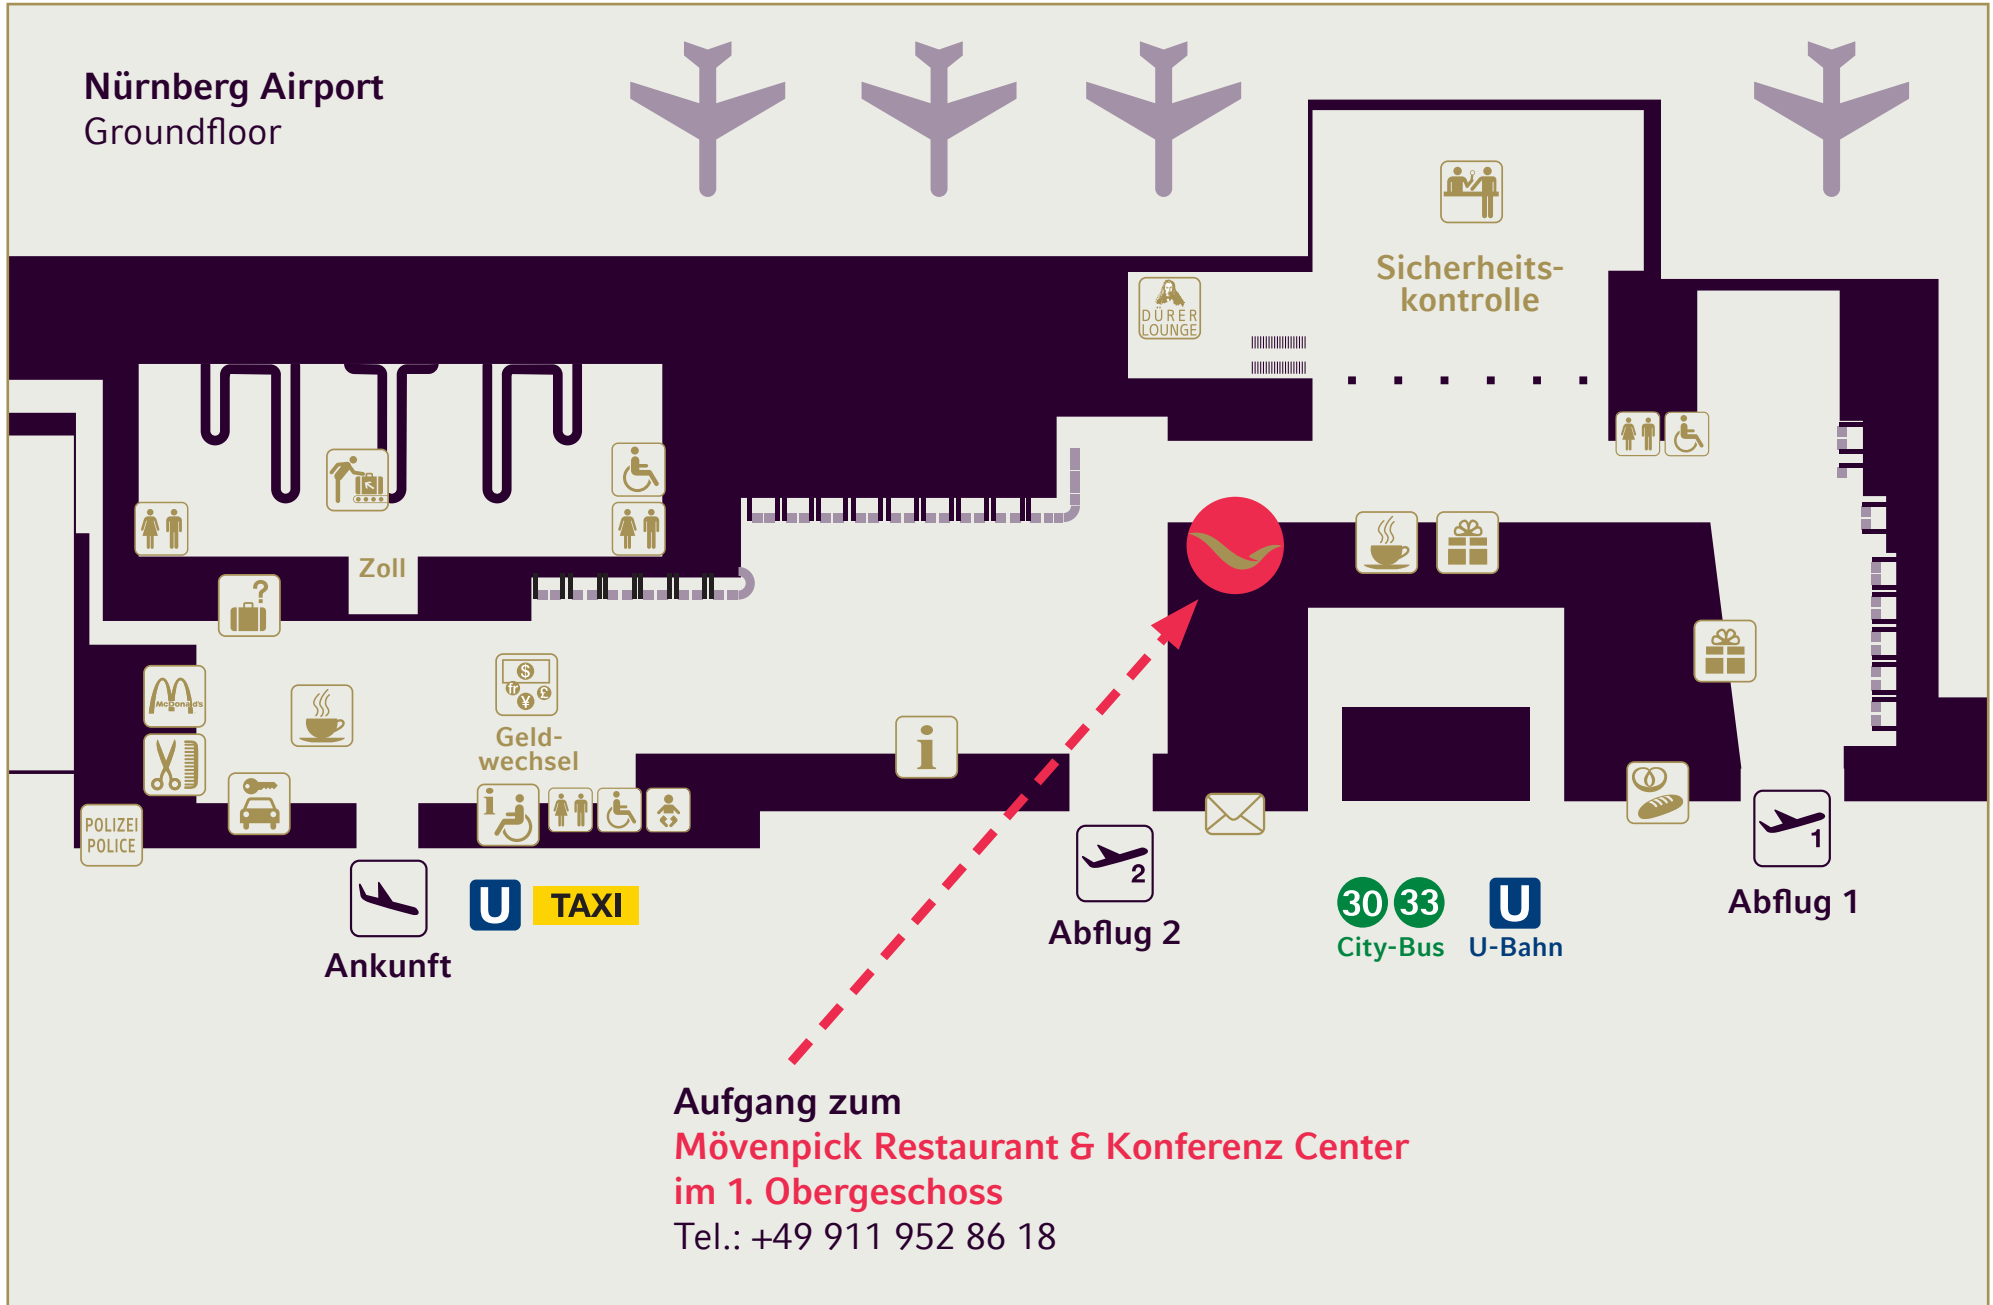 Nürnberg Airport
Groundfloor
Sicherheits-
kontrolle
DÜRER
LOUNGE
Zoll
?
$
fr £
¥
McDonald's
Geld-
wechsel
i
i
POLIZEI
POLICE
2
1
Ankunft
U TAXI
Abflug 2
30 33
City-Bus
U
U-Bahn
Abflug 1
Aufgang zum
Mövenpick Restaurant & Konferenz Center
im 1. Obergeschoss
Tel.: +49 911 952 86 18